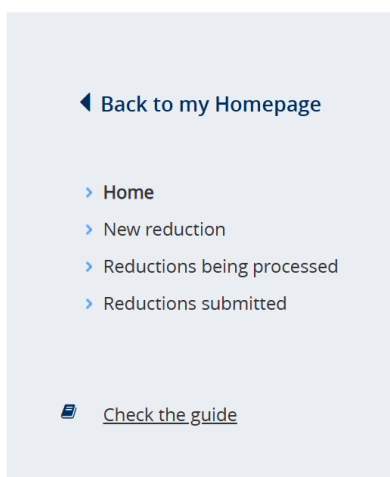 Back to my Homepage
Home
New reduction
Reductions being processed
Reductions submitted
Check the guide